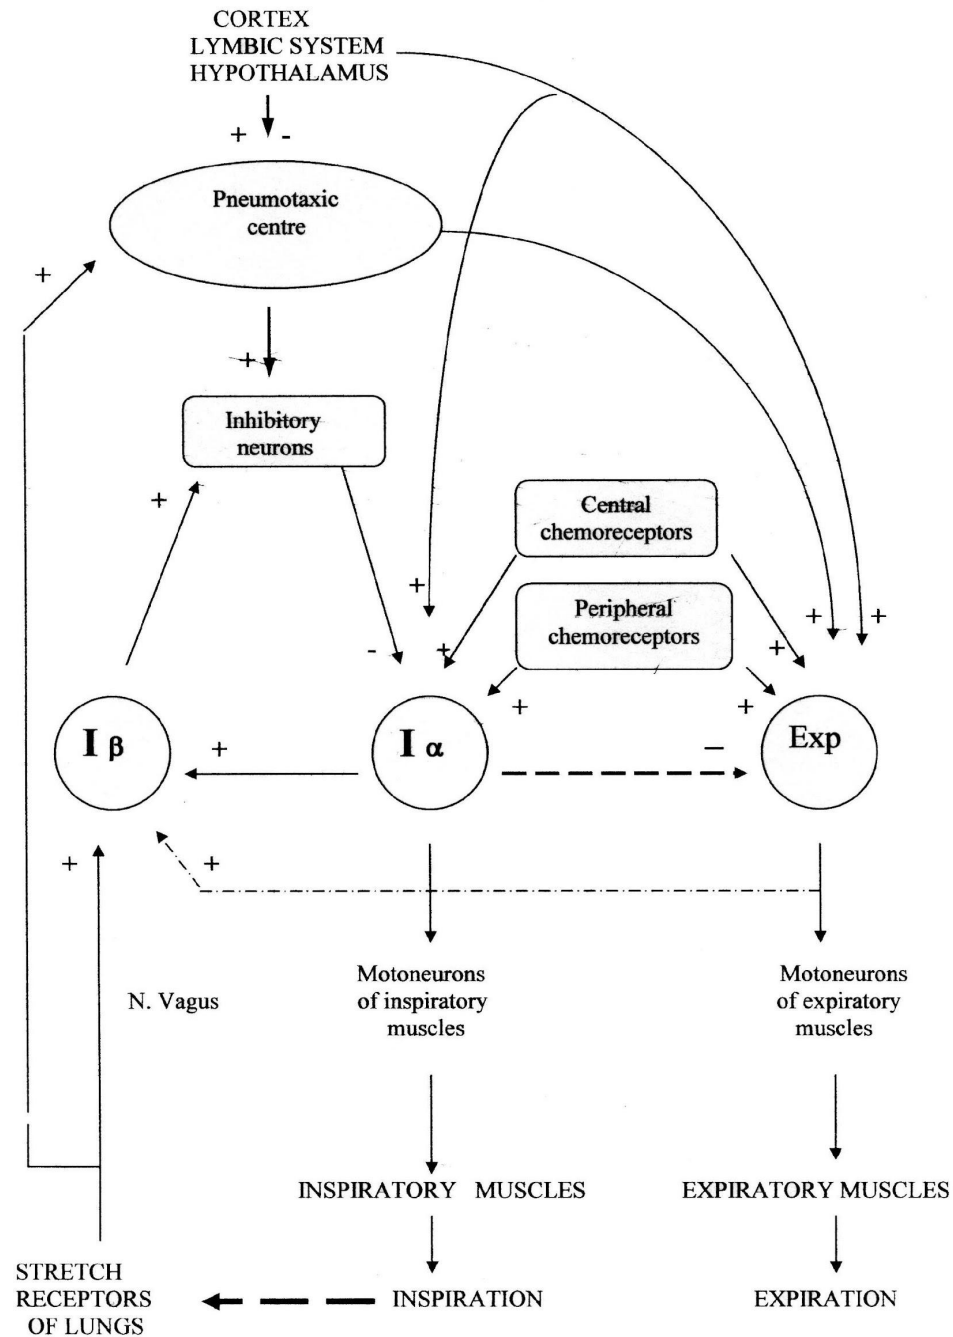 CORTEX
LYMBIC SYSTEM
HYPOTHALAMUS
+ -
Pneumotaxic
centre
+
+
Inhibitory
neurons
+
Central
chemoreceptors
+
Peripheral
chemoreceptors
+ +
- +
+
+ +
I β
+
I α
–
Exp
+ +
N. Vagus
Motoneurons
of inspiratory
muscles
Motoneurons
of expiratory
muscles
INSPIRATORY MUSCLES
EXPIRATORY MUSCLES
STRETCH
RECEPTORS
OF LUNGS
INSPIRATION
EXPIRATION